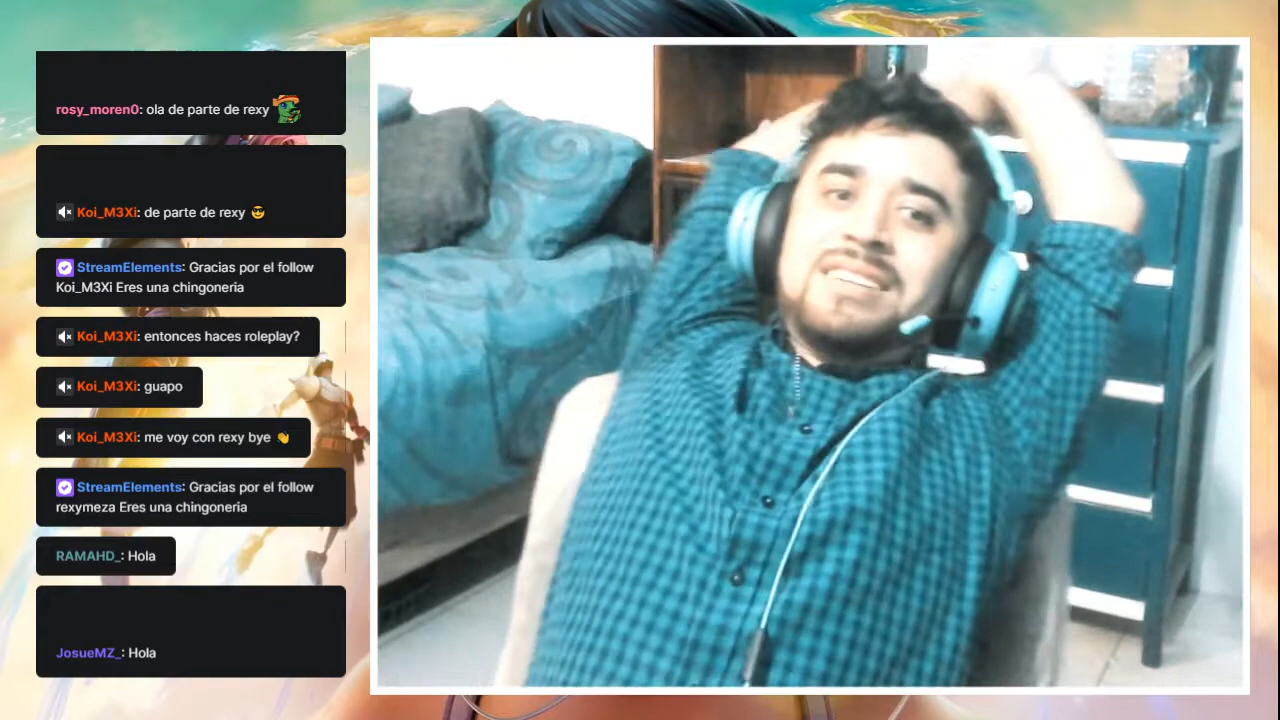 rosy_moren0: ola de parte de rexy
Koi_M3Xi: de parte de rexy 😎
StreamElements: Gracias por el follow
Koi_M3Xi Eres una chingoneria
Koi_M3Xi: entonces haces roleplay?
Koi_M3Xi: guapo
Koi_M3Xi: me voy con rexy bye 👋
StreamElements: Gracias por el follow
rexymeza Eres una chingoneria
RAMAHD_: Hola
JosueMZ_: Hola